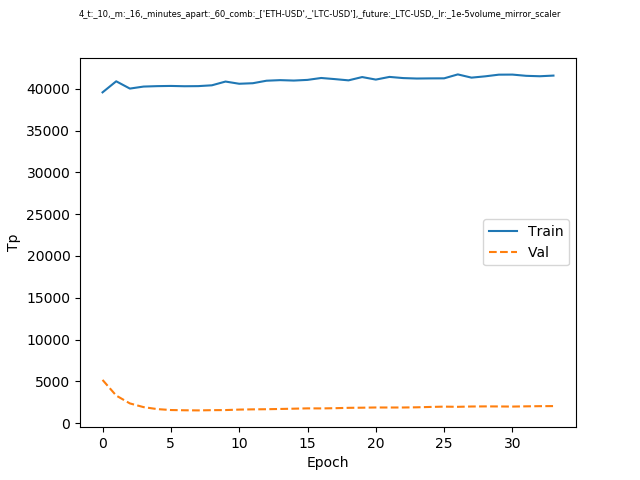 4_t:_10,_m:_16,_minutes_apart:_60_comb:_['ETH-USD',_'LTC-USD'],_future:_LTC-USD,_lr:_1e-5volume_mirror_scaler
40000
35000
30000
25000
20000
15000
10000
5000
0
Tp
Train
Val
0 5 10 15 20 25 30
Epoch